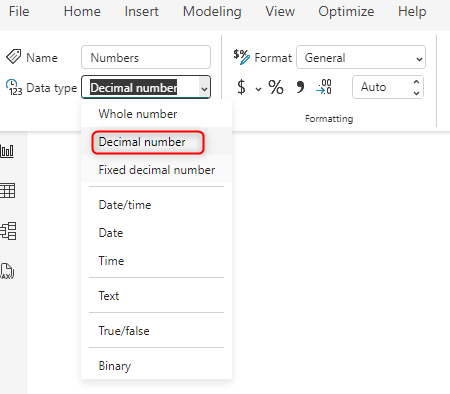 File Home Insert Modeling View Optimize Help
Name Numbers
$% Format General
123 Data type Decimal number
$ % , .00 Auto
Formatting
Whole number
Decimal number
Fixed decimal number
Date/time
Date
Time
Text
True/false
Binary